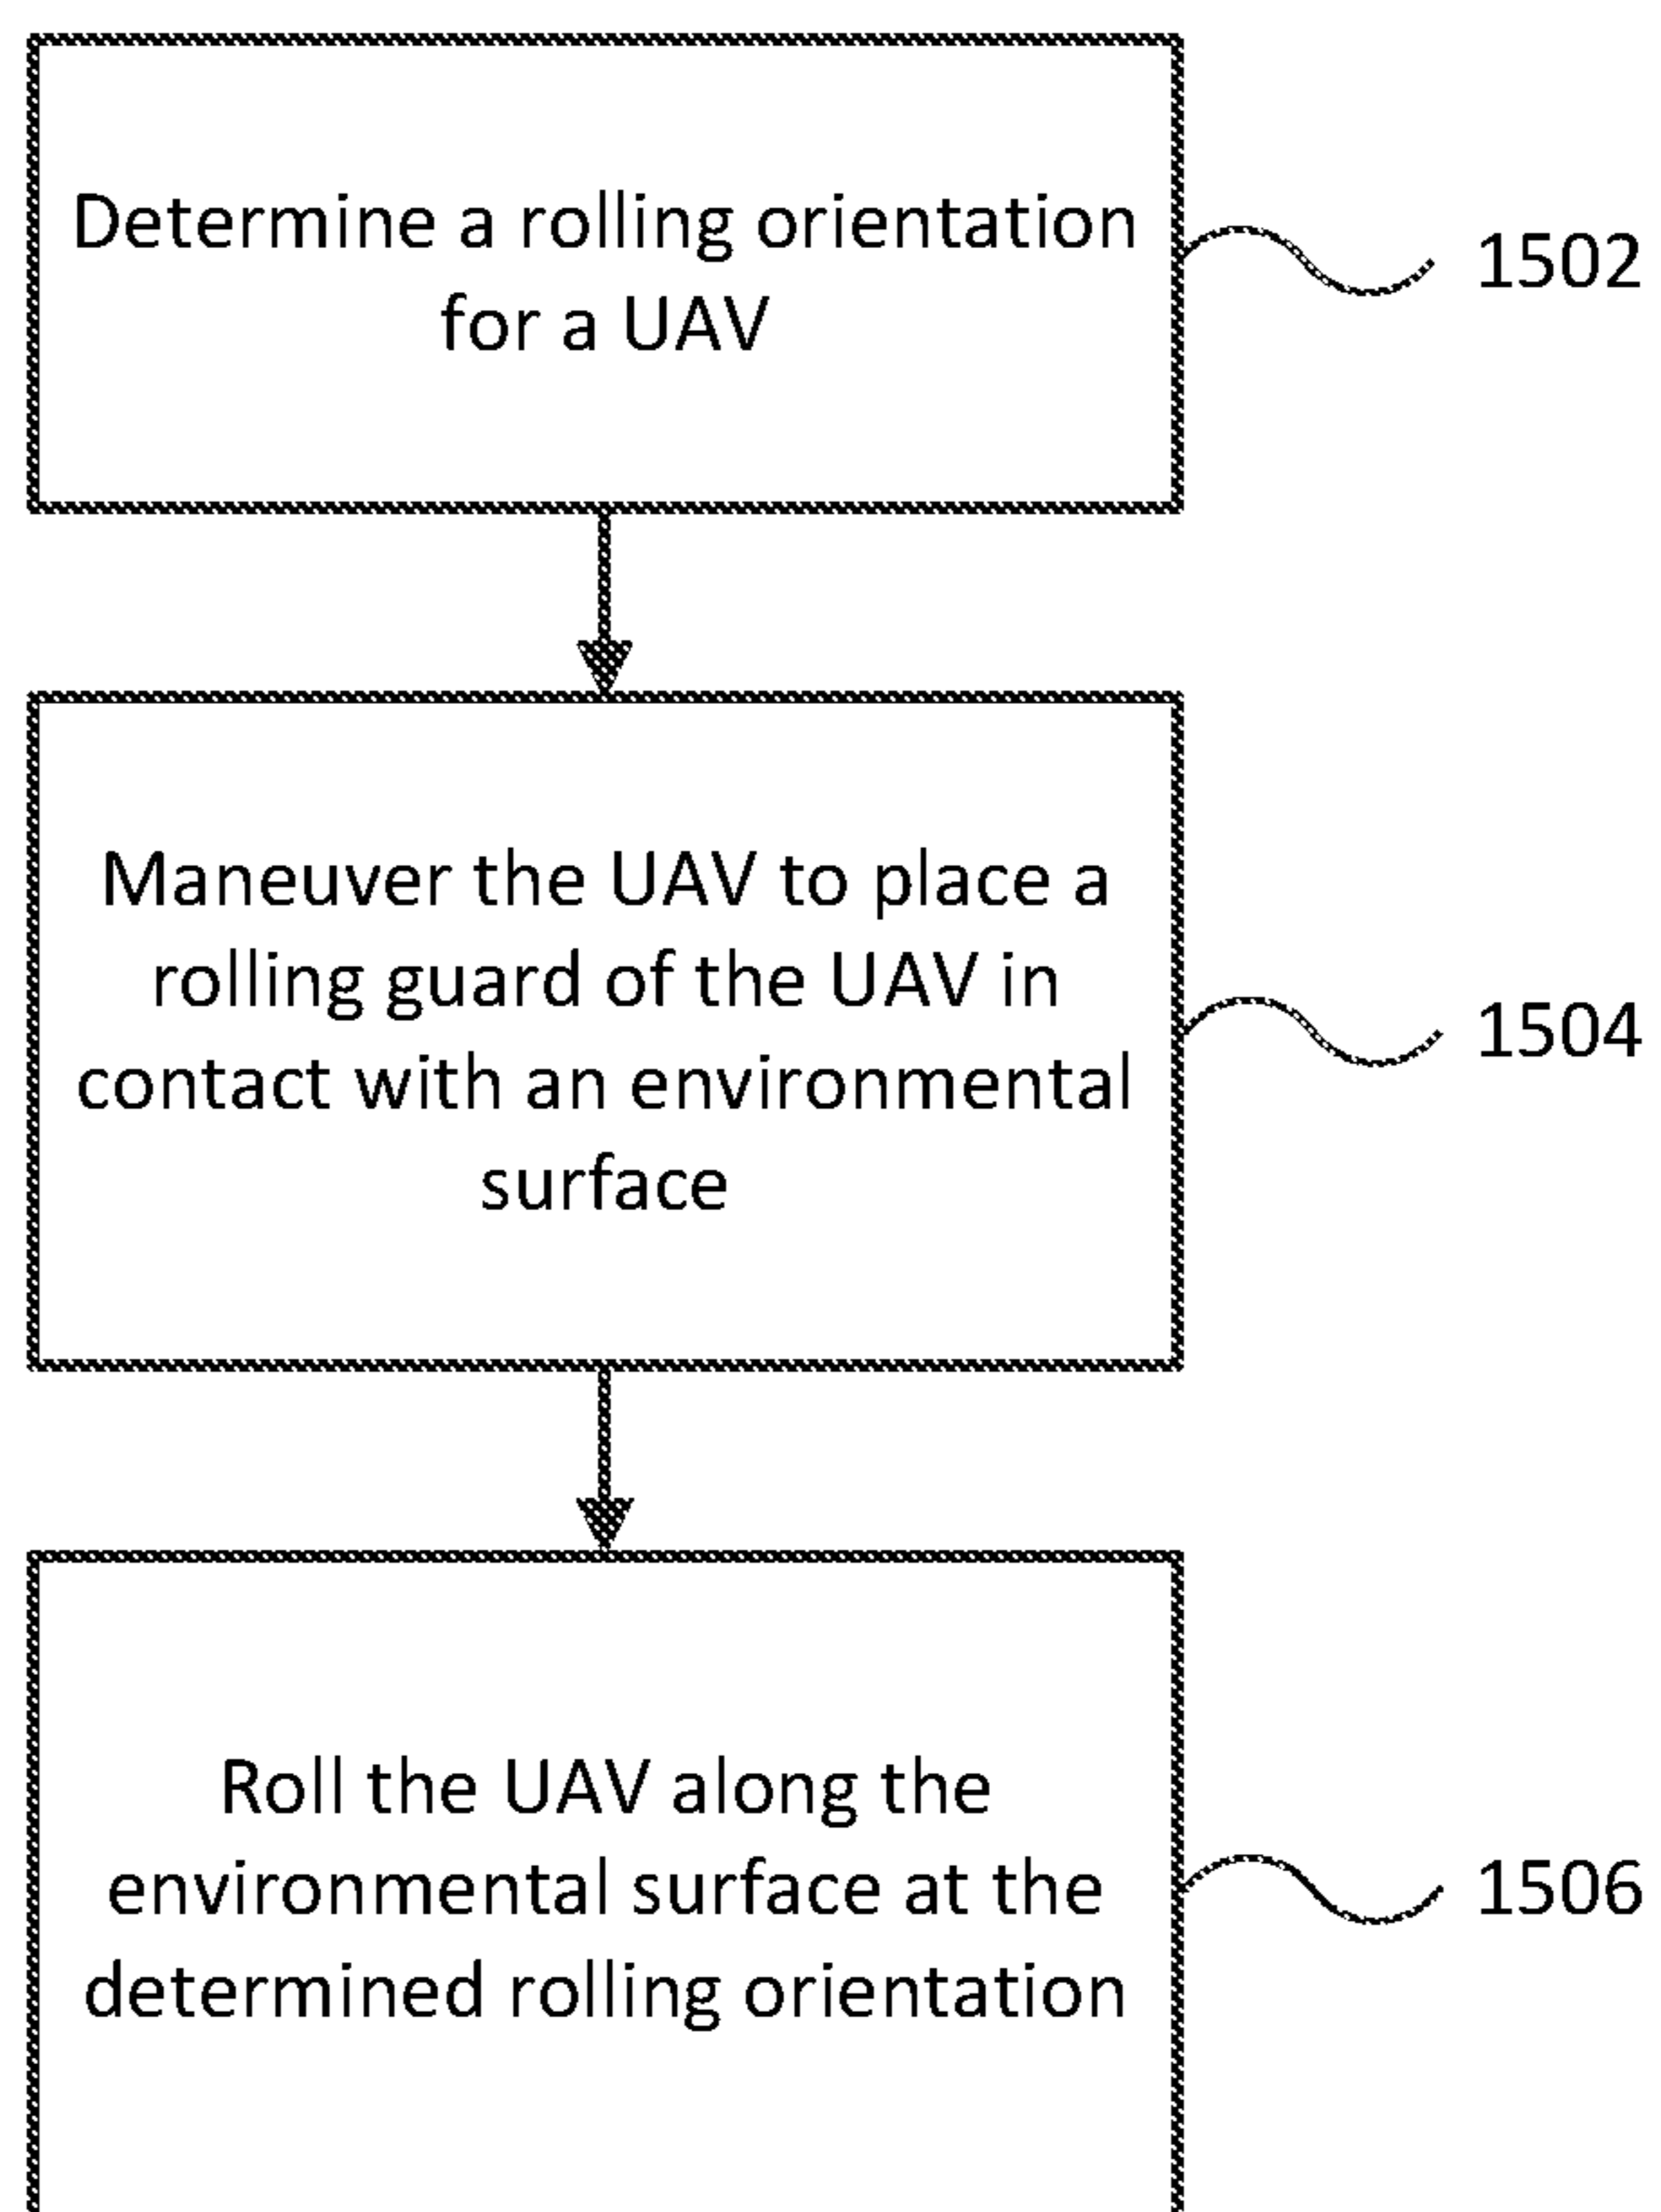 Determine a rolling orientation
for a UAV
1502
Maneuver the UAV to place a
rolling guard of the UAV in
contact with an environmental
surface
1504
Roll the UAV along the
environmental surface at the
determined rolling orientation
1506